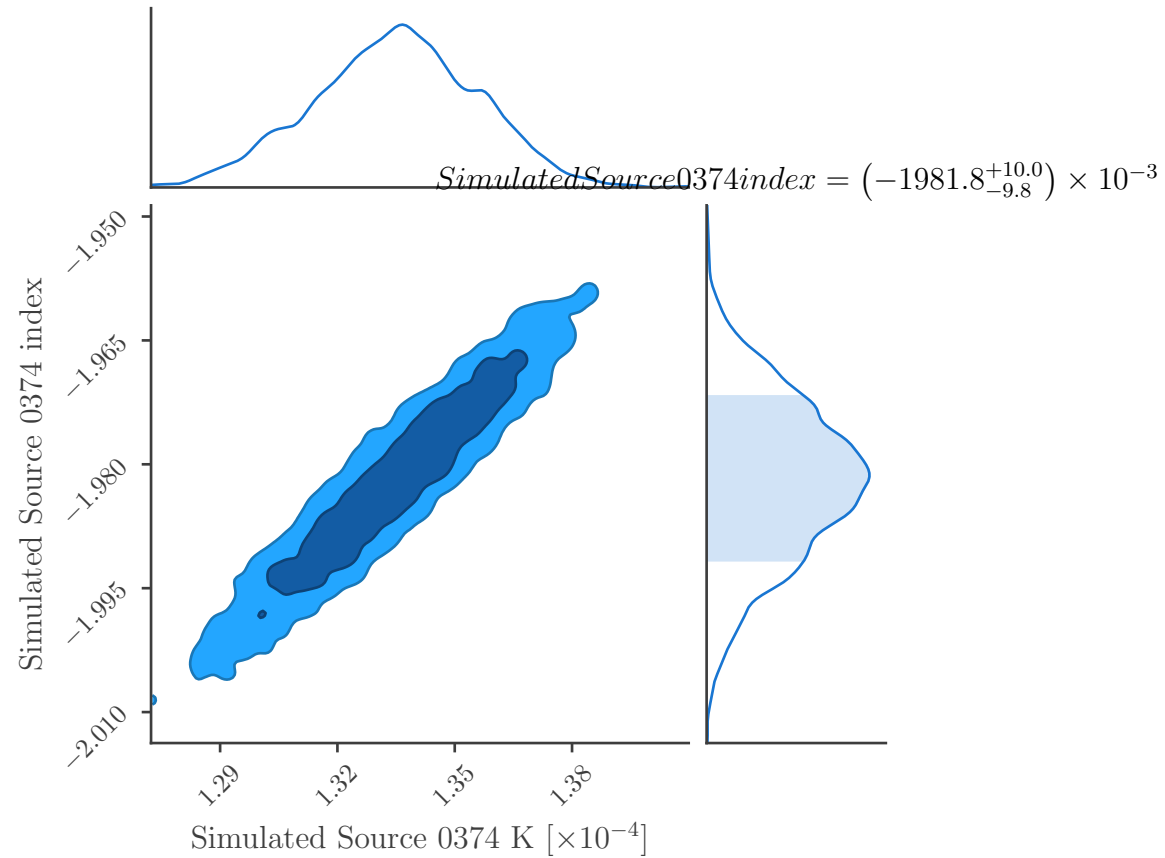 SimulatedSource0374index = (−1981.8 +10.0 −9.8) × 10−3
Simulated Source 0374 index
−1.950
−1.965
−1.980
−1.995
−2.010
1.29 1.32 1.35 1.38
Simulated Source 0374 K [×10−4]